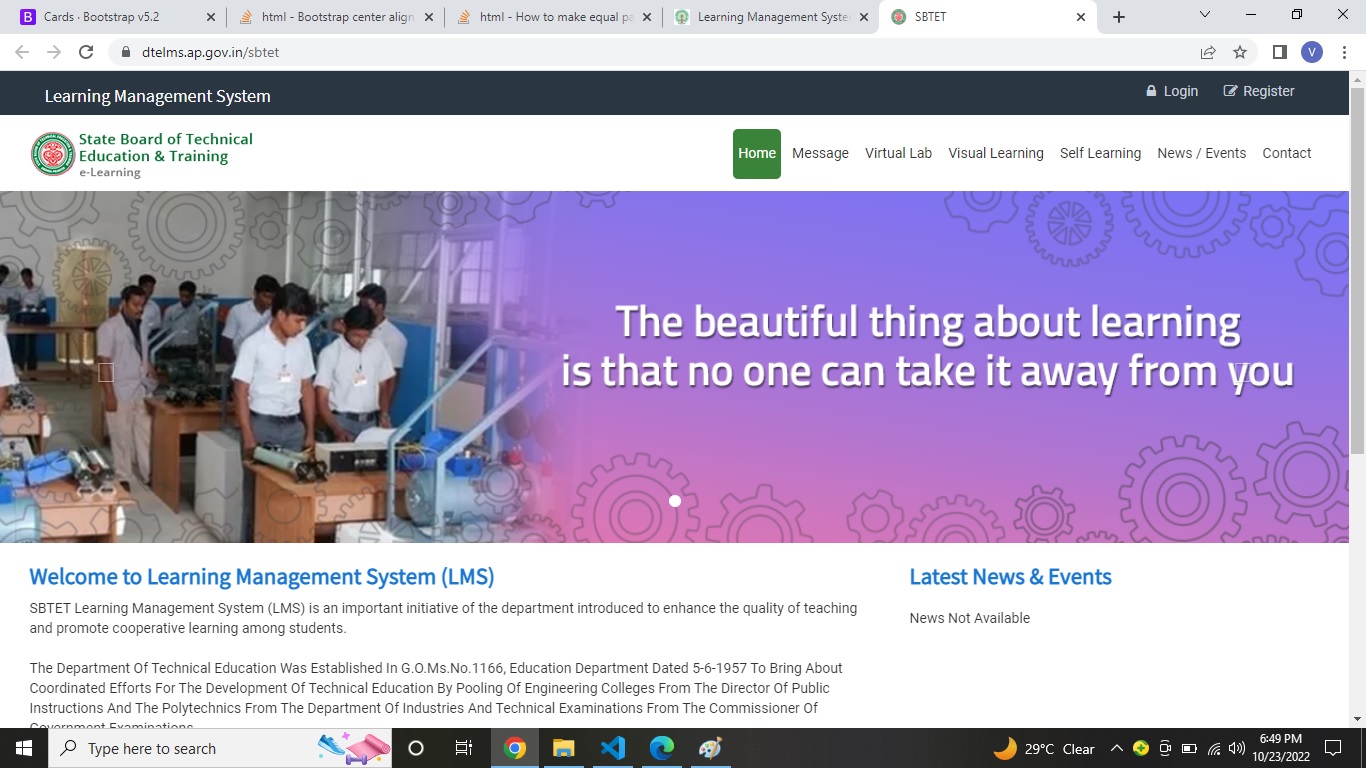 Cards · Bootstrap v5.2
html - Bootstrap center align
html - How to make equal pa
Learning Management Syste
SBTET
dtelms.ap.gov.in/sbtet
V
Learning Management System
Login
Register
State Board of Technical
Education & Training
e-Learning
Home
Message
Virtual Lab
Visual Learning
Self Learning
News / Events
Contact
The beautiful thing about learning
is that no one can take it away from you
Welcome to Learning Management System (LMS)
SBTET Learning Management System (LMS) is an important initiative of the department introduced to enhance the quality of teaching
and promote cooperative learning among students.
The Department Of Technical Education Was Established In G.O.Ms.No.1166, Education Department Dated 5-6-1957 To Bring About
Coordinated Efforts For The Development Of Technical Education By Pooling Of Engineering Colleges From The Director Of Public
Instructions And The Polytechnics From The Department Of Industries And Technical Examinations From The Commissioner Of
Government Examinations.
Latest News & Events
News Not Available
Type here to search
29°C Clear
6:49 PM
10/23/2022